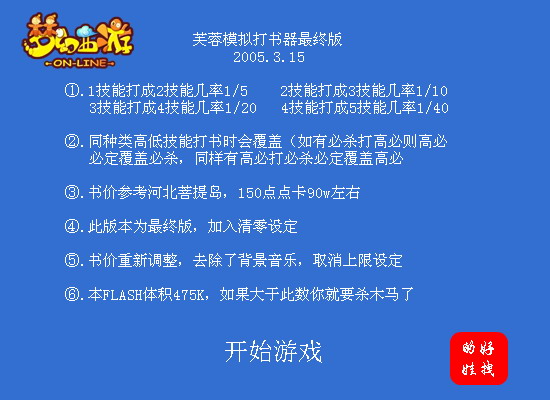 梦幻西游
ON-LINE
芙蓉模拟打书器最终版
2005.3.15
①.1技能打成2技能几率1/5 2技能打成3技能几率1/10
3技能打成4技能几率1/20 4技能打成5技能几率1/40
②.同种类高低技能打书时会覆盖（如有必杀打高必则高必
必定覆盖必杀，同样有高必打必杀必定覆盖高必
③.书价参考河北菩提岛，150点点卡90w左右
④.此版本为最终版，加入清零设定
⑤.书价重新调整，去除了背景音乐，取消上限设定
⑥.本FLASH体积475K，如果大于此数你就要杀木马了
开始游戏
好拽
的娃